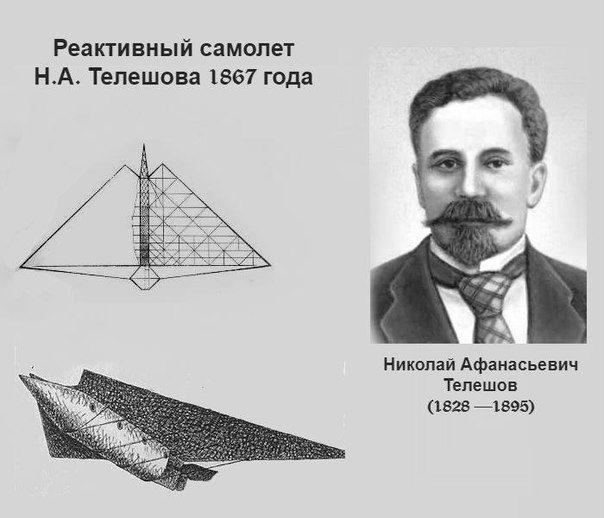 Реактивный самолет
Н.А. Телешова 1867 года
Николай Афанасьевич
Телешов
(1828 —1895)